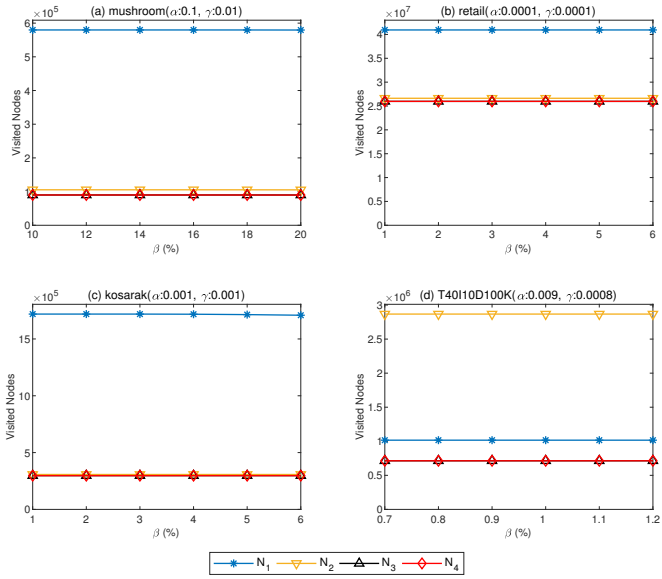 (a) mushroom(α:0.1, γ:0.01)
×10^5
6
5
4
3
2
1
0
Visited Nodes
10 12 14 16 18 20
β (%)
(b) retail(α:0.0001, γ:0.0001)
×10^7
4
3.5
3
2.5
2
1.5
1
0.5
0
Visited Nodes
1 2 3 4 5 6
β (%)
(c) kosarak(α:0.001, γ:0.001)
×10^5
15
10
5
0
Visited Nodes
1 2 3 4 5 6
β (%)
(d) T40I10D100K(α:0.009, γ:0.0008)
×10^6
3
2.5
2
1.5
1
0.5
0
Visited Nodes
0.7 0.8 0.9 1 1.1 1.2
β (%)
N₁ N₂ N₃ N₄